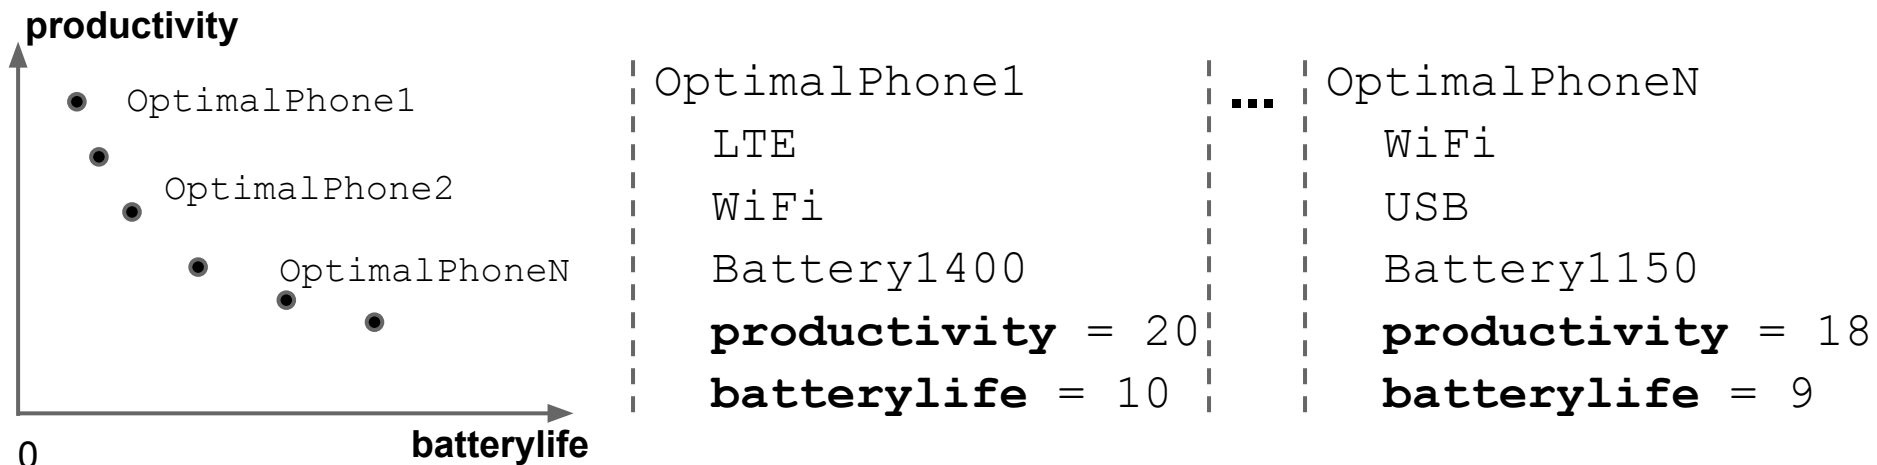 productivity
OptimalPhone1
OptimalPhone2
OptimalPhoneN
0
batterylife
OptimalPhone1
LTE
WiFi
Battery1400
productivity = 20
batterylife = 10
...
OptimalPhoneN
WiFi
USB
Battery1150
productivity = 18
batterylife = 9